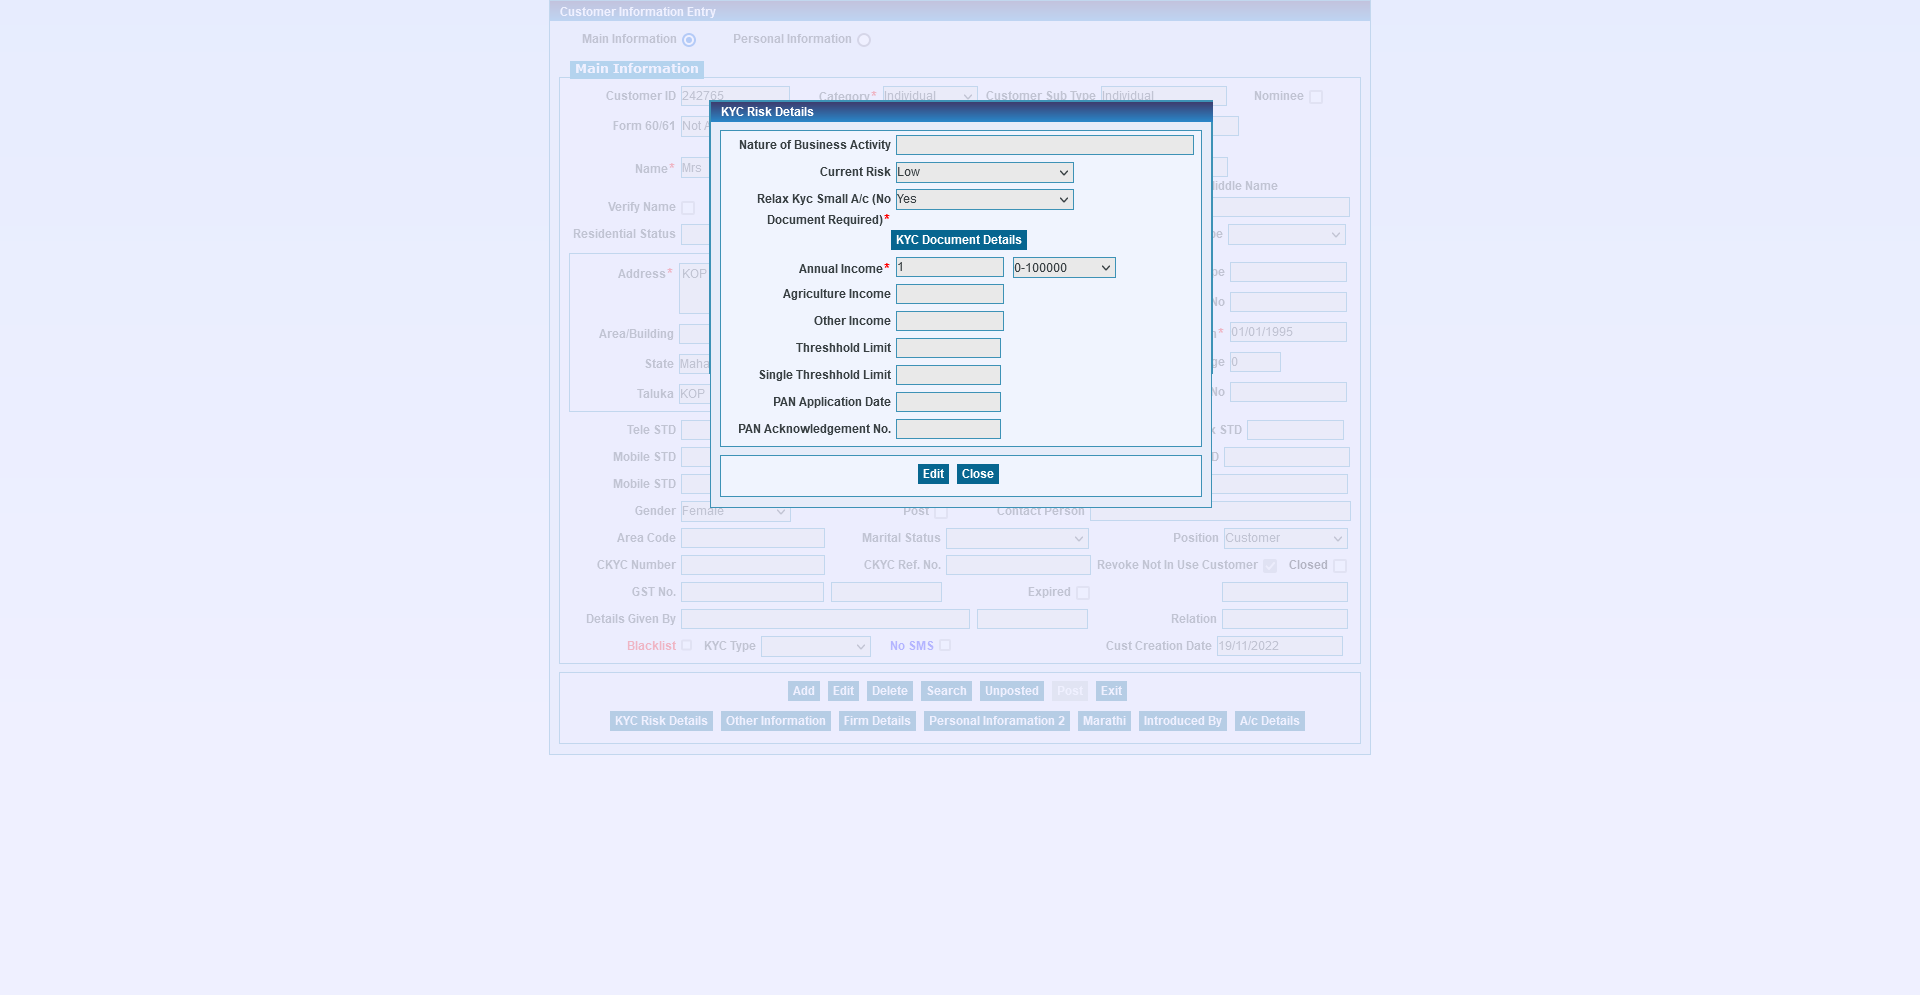 Customer Information Entry
Main Information Personal Information
Main Information
Customer ID 242765 Category* Individual Customer Sub Type Individual Nominee
KYC Risk Details
Form 60/61 Not A
Nature of Business Activity
Name* Mrs
Current Risk Low
Middle Name
Verify Name
Relax Kyc Small A/c (No Yes
Document Required)*
Residential Status
KYC Document Details
Address* KOP
Annual Income* 1 0-100000
Agriculture Income
No
Other Income
Area/Building
* 01/01/1995
Threshhold Limit
State Maha
0
Single Threshhold Limit
Taluka KOP
No
PAN Application Date
Tele STD
STD
PAN Acknowledgement No.
Mobile STD
Edit Close
Mobile STD
Gender Female Post Contact Person
Area Code Marital Status Position Customer
CKYC Number CKYC Ref. No. Revoke Not In Use Customer Closed
GST No. Expired
Details Given By Relation
Blacklist KYC Type No SMS Cust Creation Date 19/11/2022
Add Edit Delete Search Unposted Post Exit
KYC Risk Details Other Information Firm Details Personal Inforamation 2 Marathi Introduced By A/c Details